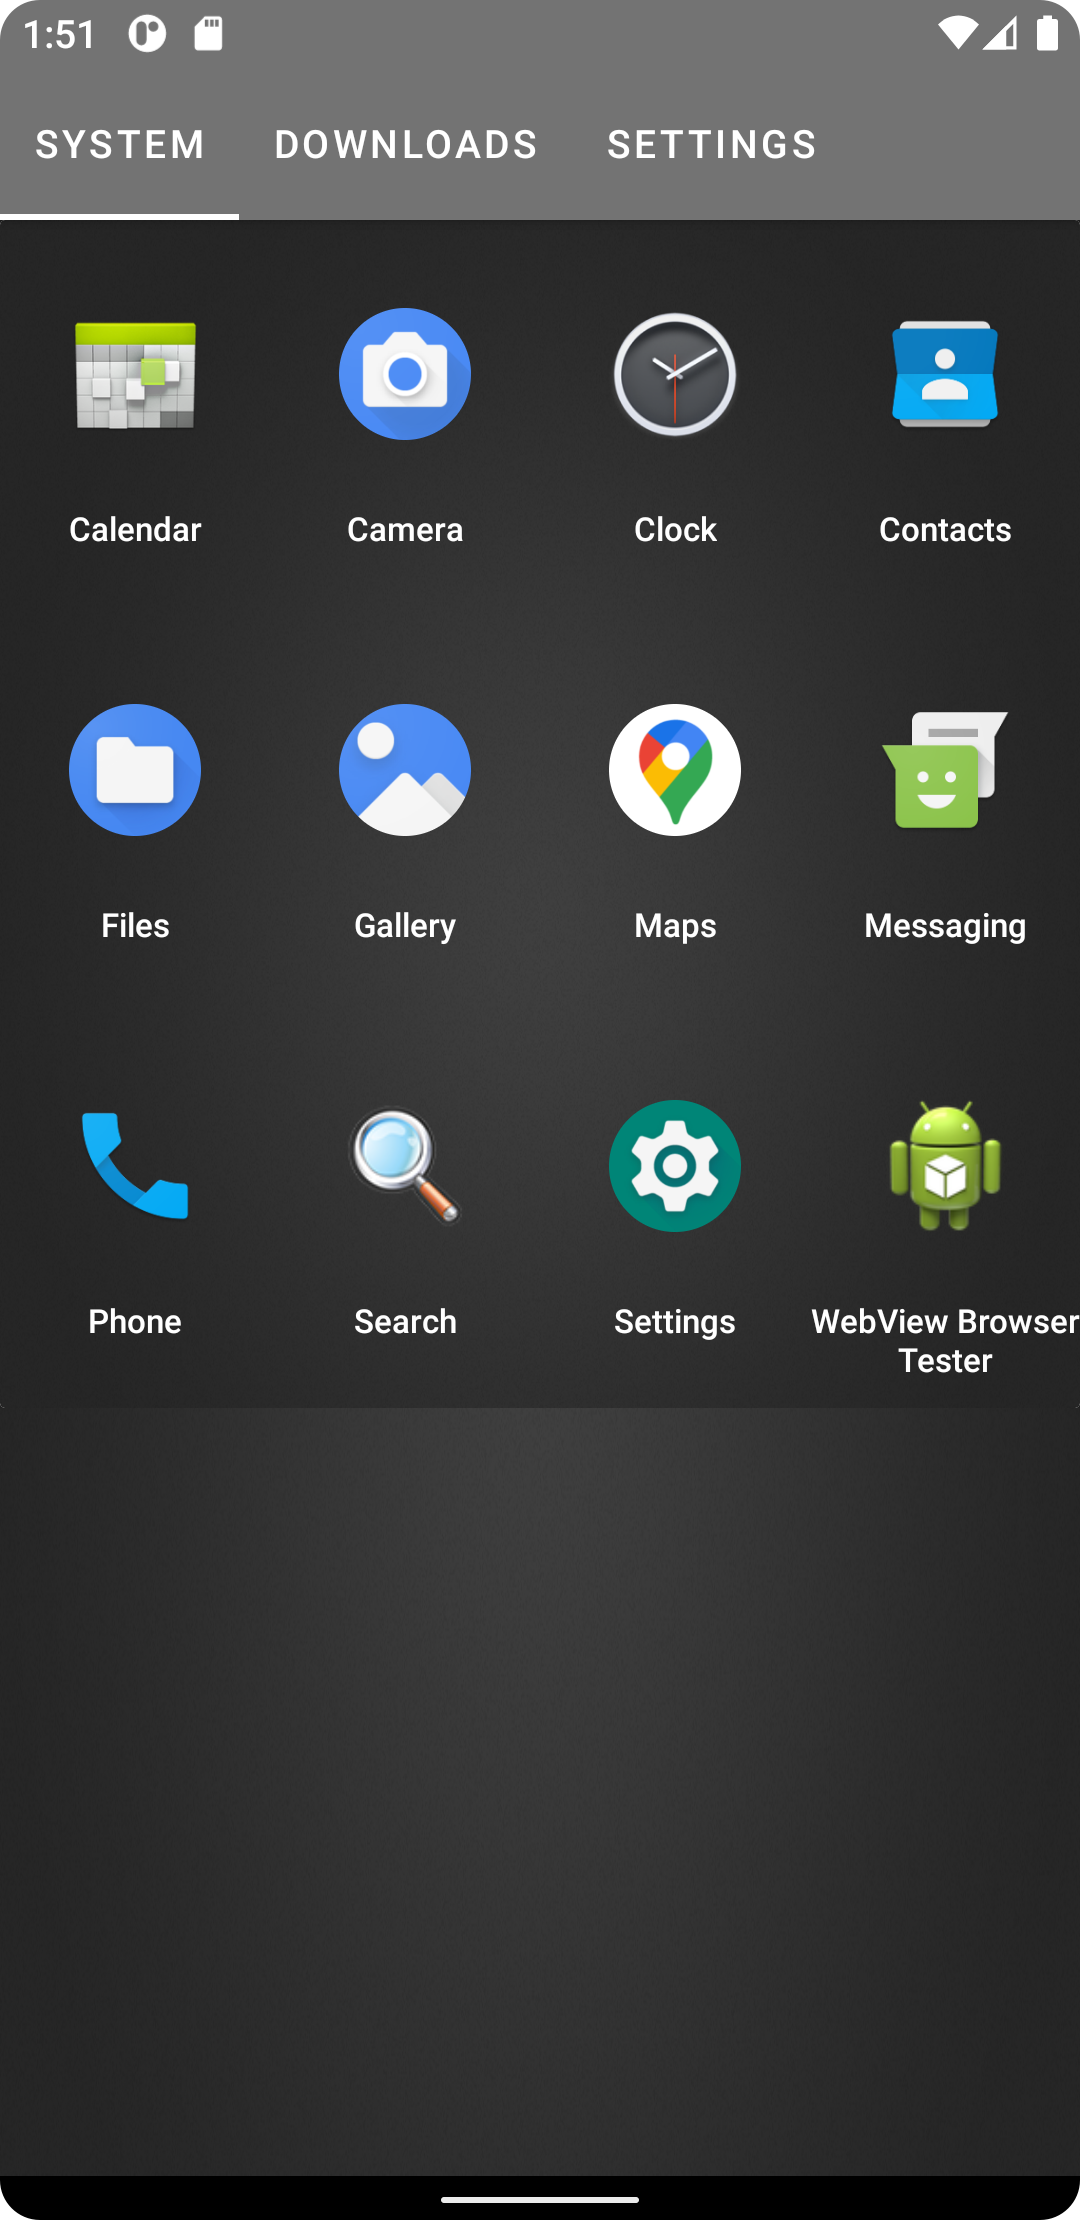 1:51
SYSTEM DOWNLOADS SETTINGS
Calendar Camera Clock Contacts
Files Gallery Maps Messaging
Phone Search Settings WebView Browser
Tester